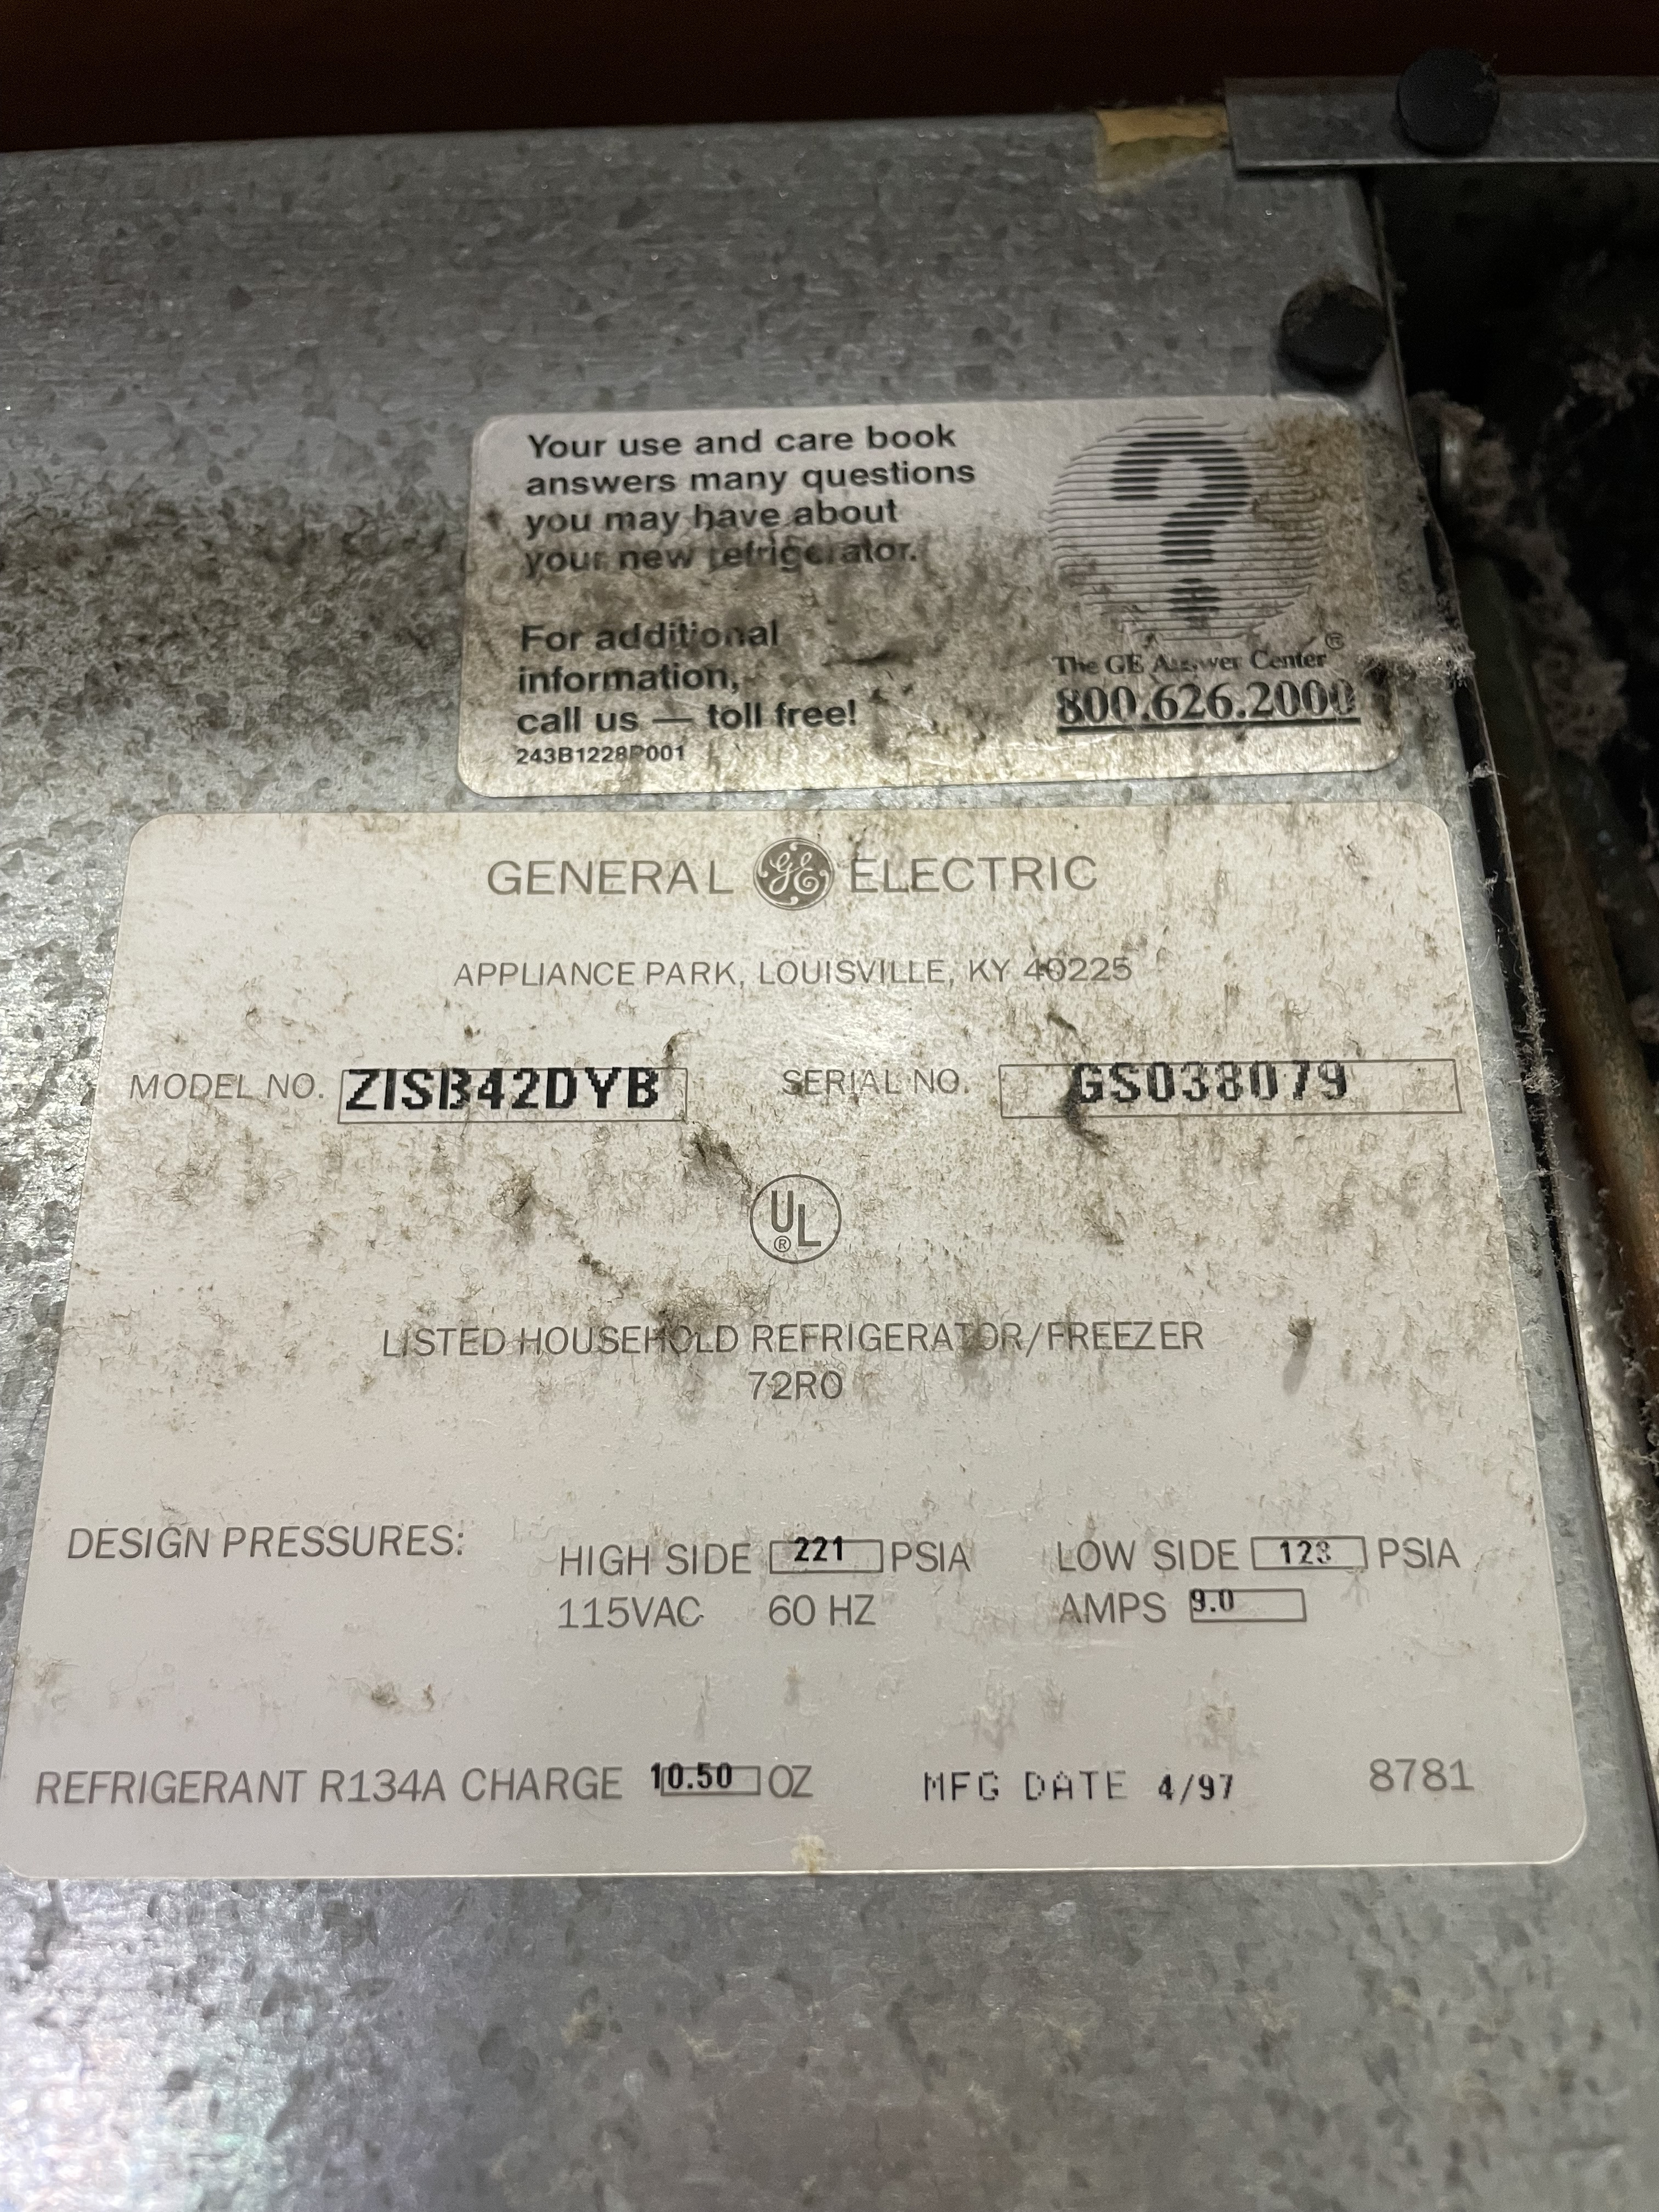 Your use and care book
answers many questions
you may have about
your new refrigerator.
For additional
information,
call us — toll free!
243B1228P001
?
The GE Answer Center®
800.626.2000
GENERAL GE ELECTRIC
APPLIANCE PARK, LOUISVILLE, KY 40225
MODEL NO. ZISB42DYB SERIAL NO. GS038079
UL®
LISTED HOUSEHOLD REFRIGERATOR/FREEZER
72R0
DESIGN PRESSURES: HIGH SIDE 221 PSIA LOW SIDE 123 PSIA
115VAC 60 HZ AMPS 9.0
REFRIGERANT R134A CHARGE 10.50 OZ MFG DATE 4/97 8781